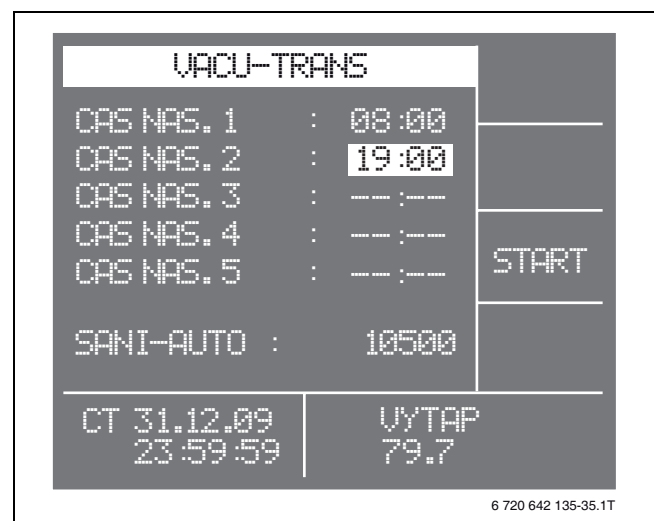 VACU-TRANS
CAS NAS. 1 : 08:00
CAS NAS. 2 : 19:00
CAS NAS. 3 : --:--
CAS NAS. 4 : --:--
CAS NAS. 5 : --:--
START
SANI-AUTO : 10500
CT 31.12.09
23:59:59
VYTAP
79.7
6 720 642 135-35.1T